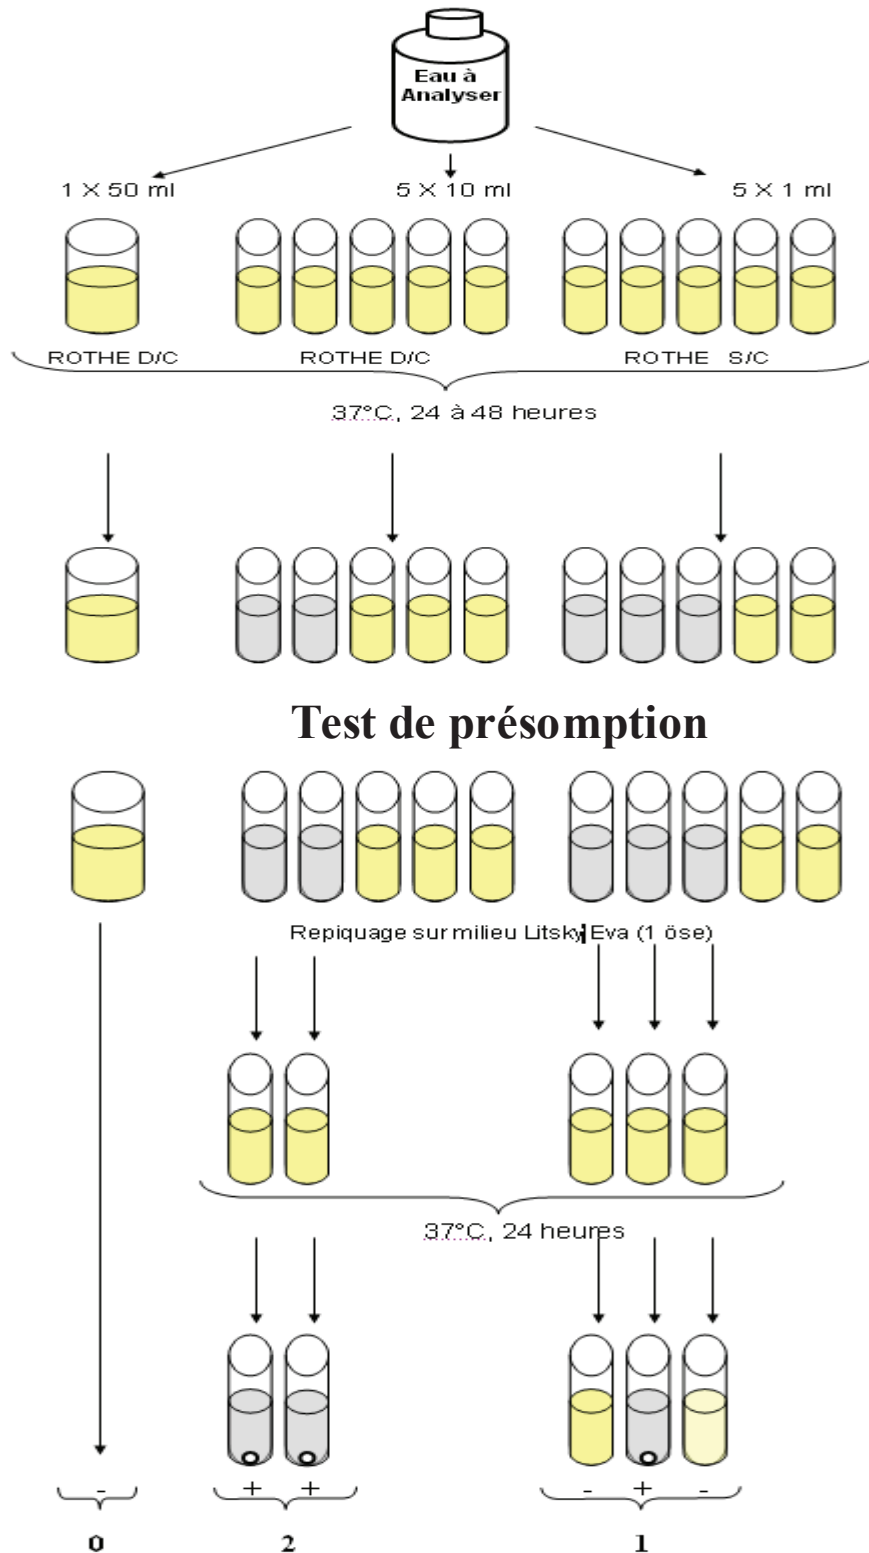 Eau à
Analyser
1 X 50 ml 5 X 10 ml 5 X 1 ml
ROTHE D/C ROTHE D/C ROTHE S/C
37°C, 24 à 48 heures
Test de présomption
Repiquage sur milieu Litsky Eva (1 öse)
37°C, 24 heures
- + + - + -
0 2 1